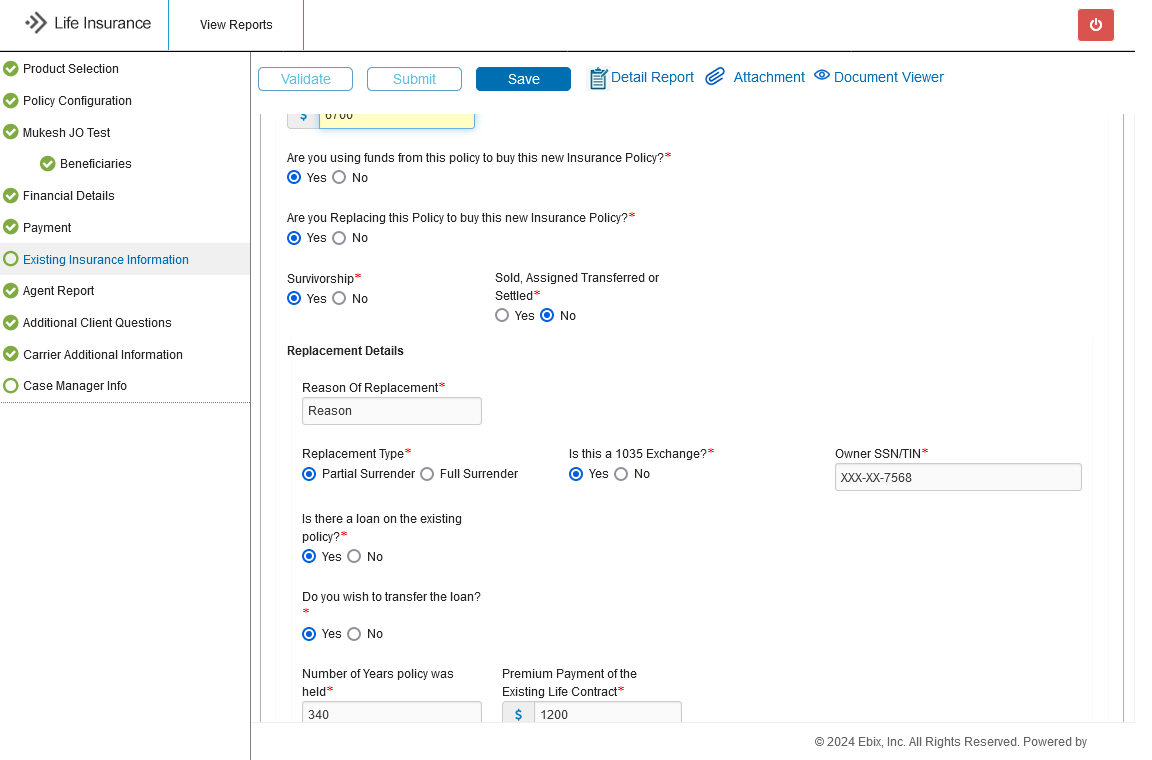 Life Insurance
View Reports
Product Selection
Policy Configuration
Mukesh JO Test
Beneficiaries
Financial Details
Payment
Existing Insurance Information
Agent Report
Additional Client Questions
Carrier Additional Information
Case Manager Info
Validate Submit Save Detail Report Attachment Document Viewer
$ 6700
Are you using funds from this policy to buy this new Insurance Policy?*
Yes No
Are you Replacing this Policy to buy this new Insurance Policy?*
Yes No
Survivorship*
Yes No
Sold, Assigned Transferred or
Settled*
Yes No
Replacement Details
Reason Of Replacement*
Reason
Replacement Type*
Partial Surrender Full Surrender
Is this a 1035 Exchange?*
Yes No
Owner SSN/TIN*
XXX-XX-7568
Is there a loan on the existing
policy?*
Yes No
Do you wish to transfer the loan?
*
Yes No
Number of Years policy was
held*
340
Premium Payment of the
Existing Life Contract*
$ 1200
© 2024 Ebix, Inc. All Rights Reserved. Powered by